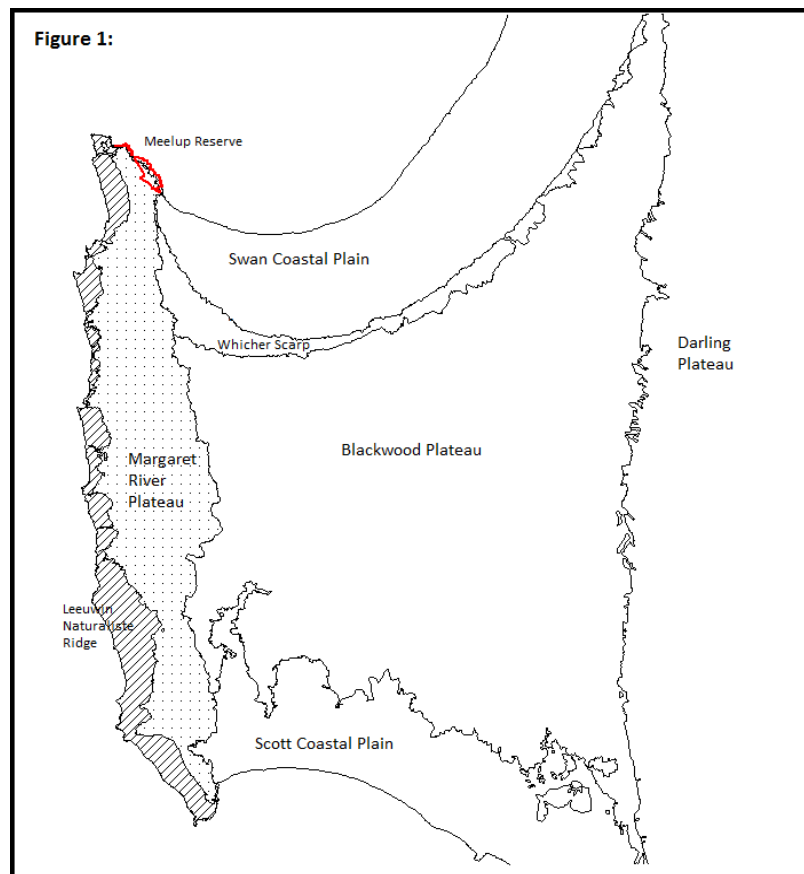 Figure 1:
Meelup Reserve
Swan Coastal Plain
Whicher Scarp
Darling
Plateau
Blackwood Plateau
Margaret
River
Plateau
Leeuwin
Naturaliste
Ridge
Scott Coastal Plain